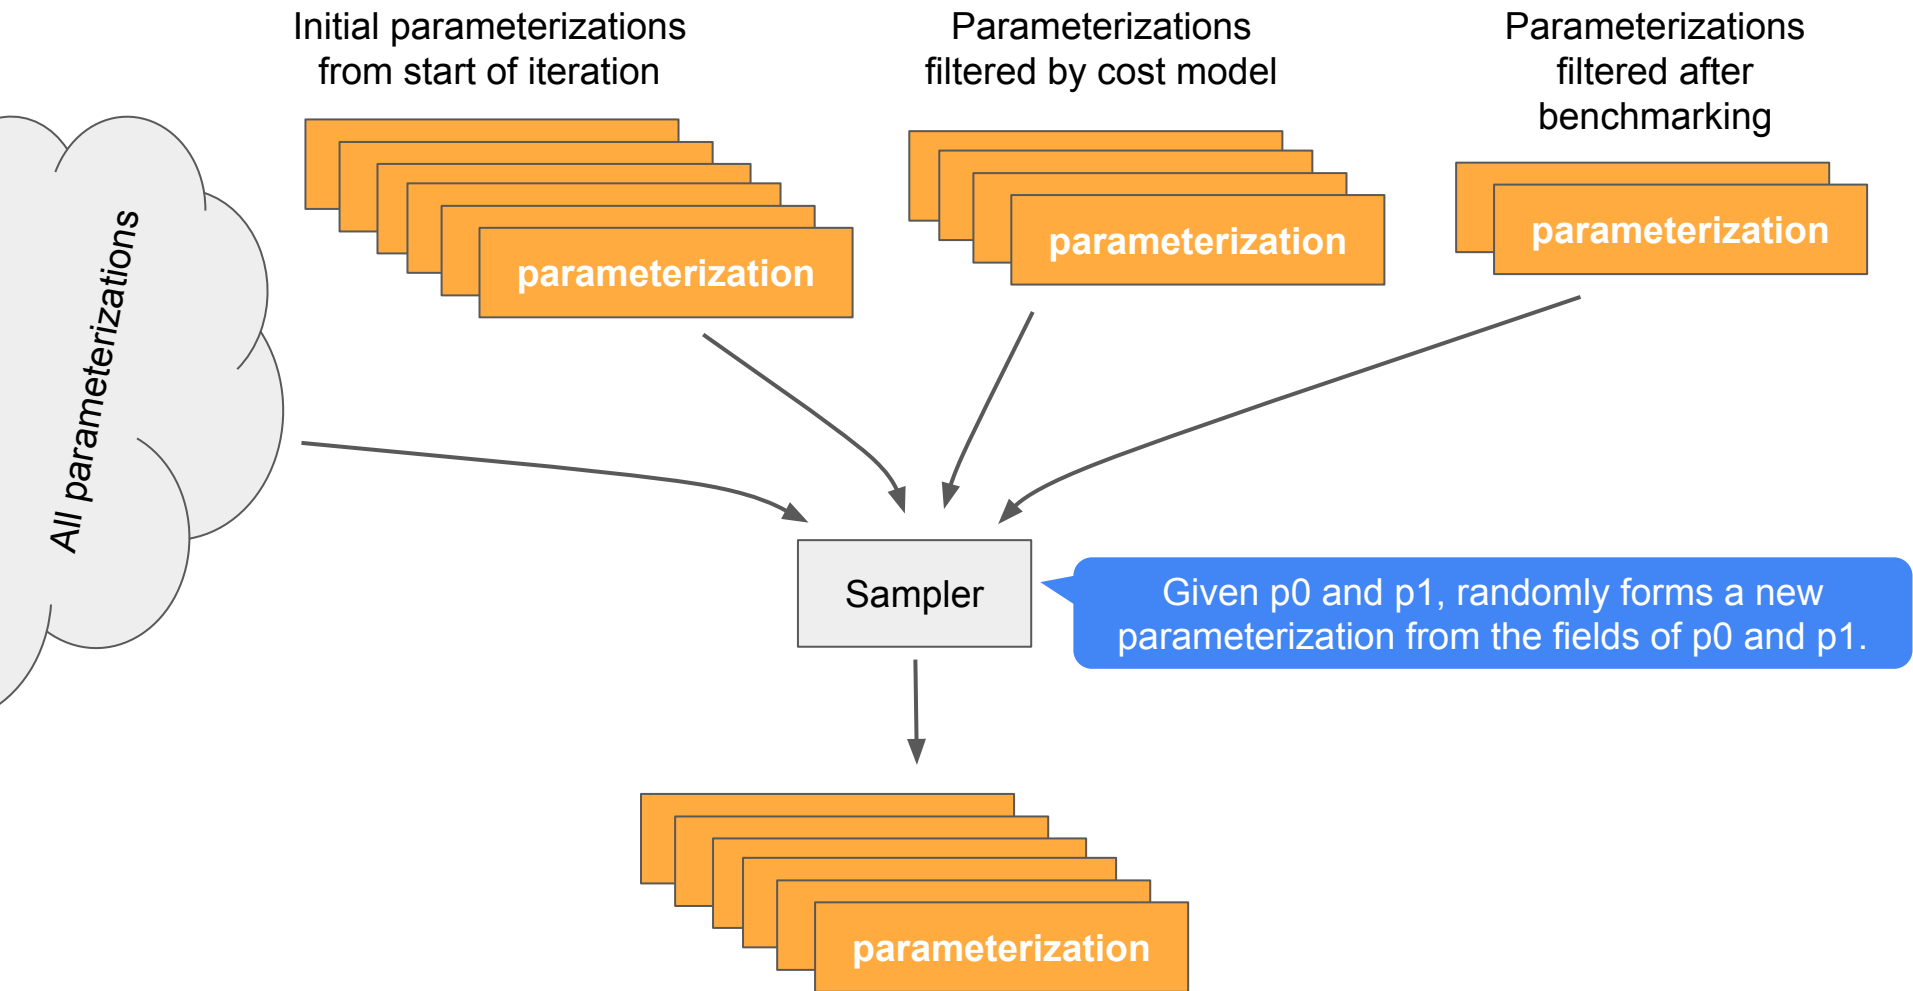 Initial parameterizations
from start of iteration
Parameterizations
filtered by cost model
Parameterizations
filtered after
benchmarking
All parameterizations
parameterization
parameterization
parameterization
Sampler
Given p0 and p1, randomly forms a new
parameterization from the fields of p0 and p1.
parameterization